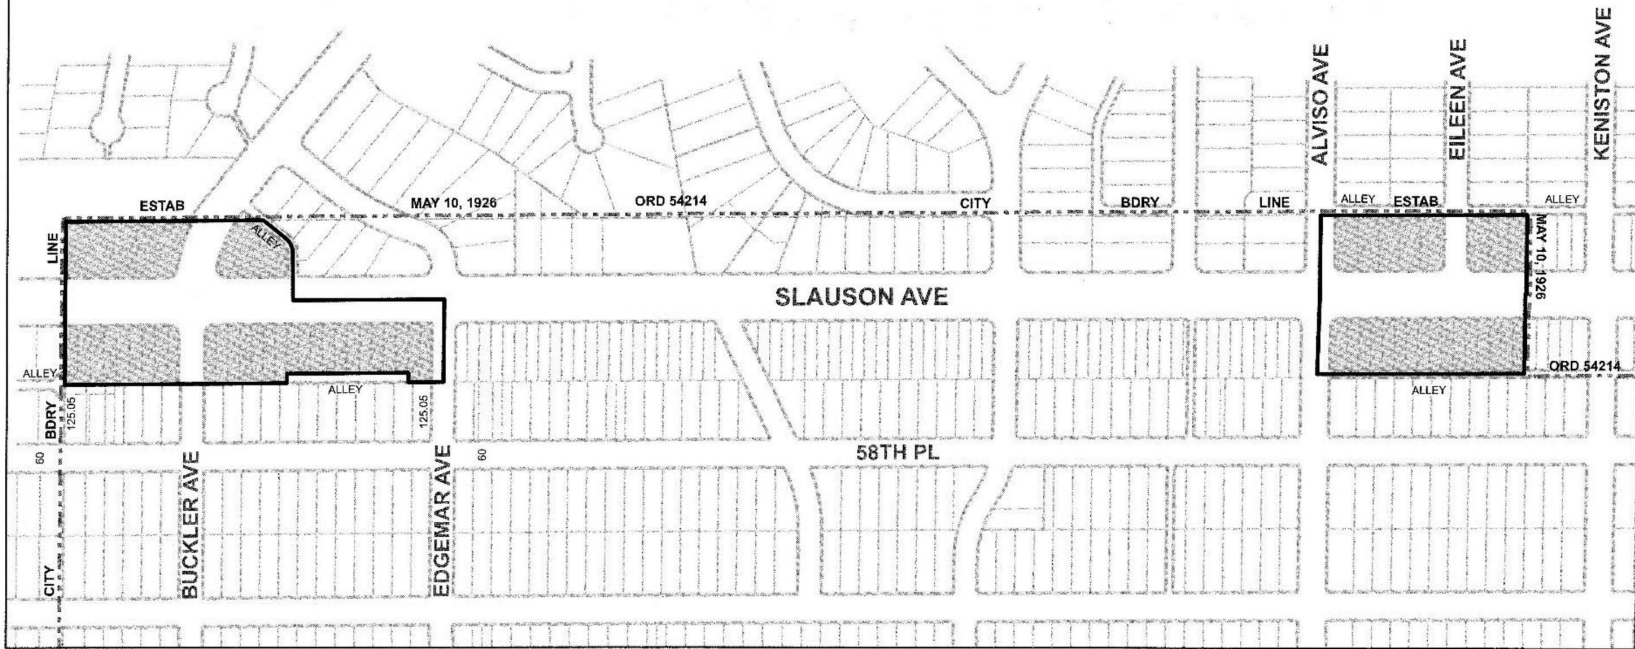 ALVISO AVE
EILEEN AVE
KENISTON AVE
ESTAB
MAY 10, 1926
ORD 54214
CITY
BDRY
LINE
ALLEY
ESTAB
ALLEY
LINE
ALLEY
MAY 10, 1926
SLAUSON AVE
ALLEY
ALLEY
ORD 54214
ALLEY
BDRY
125.05
125.05
60
60
58TH PL
CITY
BUCKLER AVE
EDGEMAR AVE